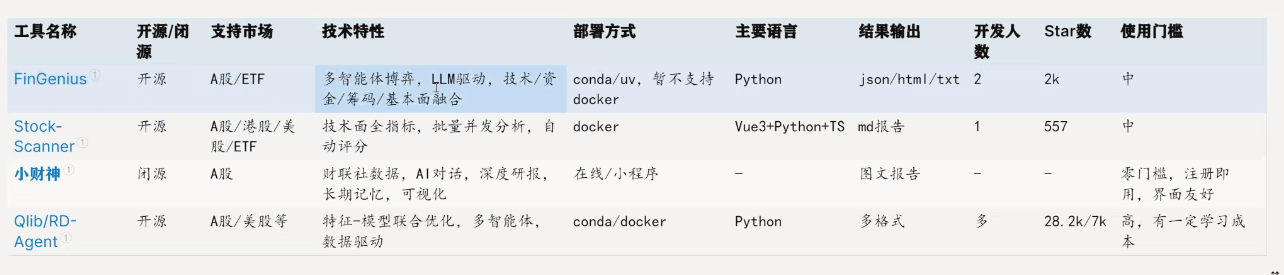 工具名称 开源/闭源 支持市场 技术特性 部署方式 主要语言 结果输出 开发人数 Star数 使用门槛
FinGenius 开源 A股/ETF 多智能体博弈, LLM驱动, 技术/资金/筹码/基本面融合 conda/uv, 暂不支持docker Python json/html/txt 2 2k 中
Stock-Scanner 开源 A股/港股/美股/ETF 技术面全指标, 批量并发分析, 自动评分 docker Vue3+Python+TS md报告 1 557 中
小财神 闭源 A股 财联社数据, AI对话, 深度研报, 长期记忆, 可视化 在线/小程序 – 图文报告 – – 零门槛, 注册即用, 界面友好
Qlib/RD-Agent 开源 A股/美股等 特征-模型联合优化, 多智能体, 数据驱动 conda/docker Python 多格式 多 28.2k/7k 高, 有一定学习成本